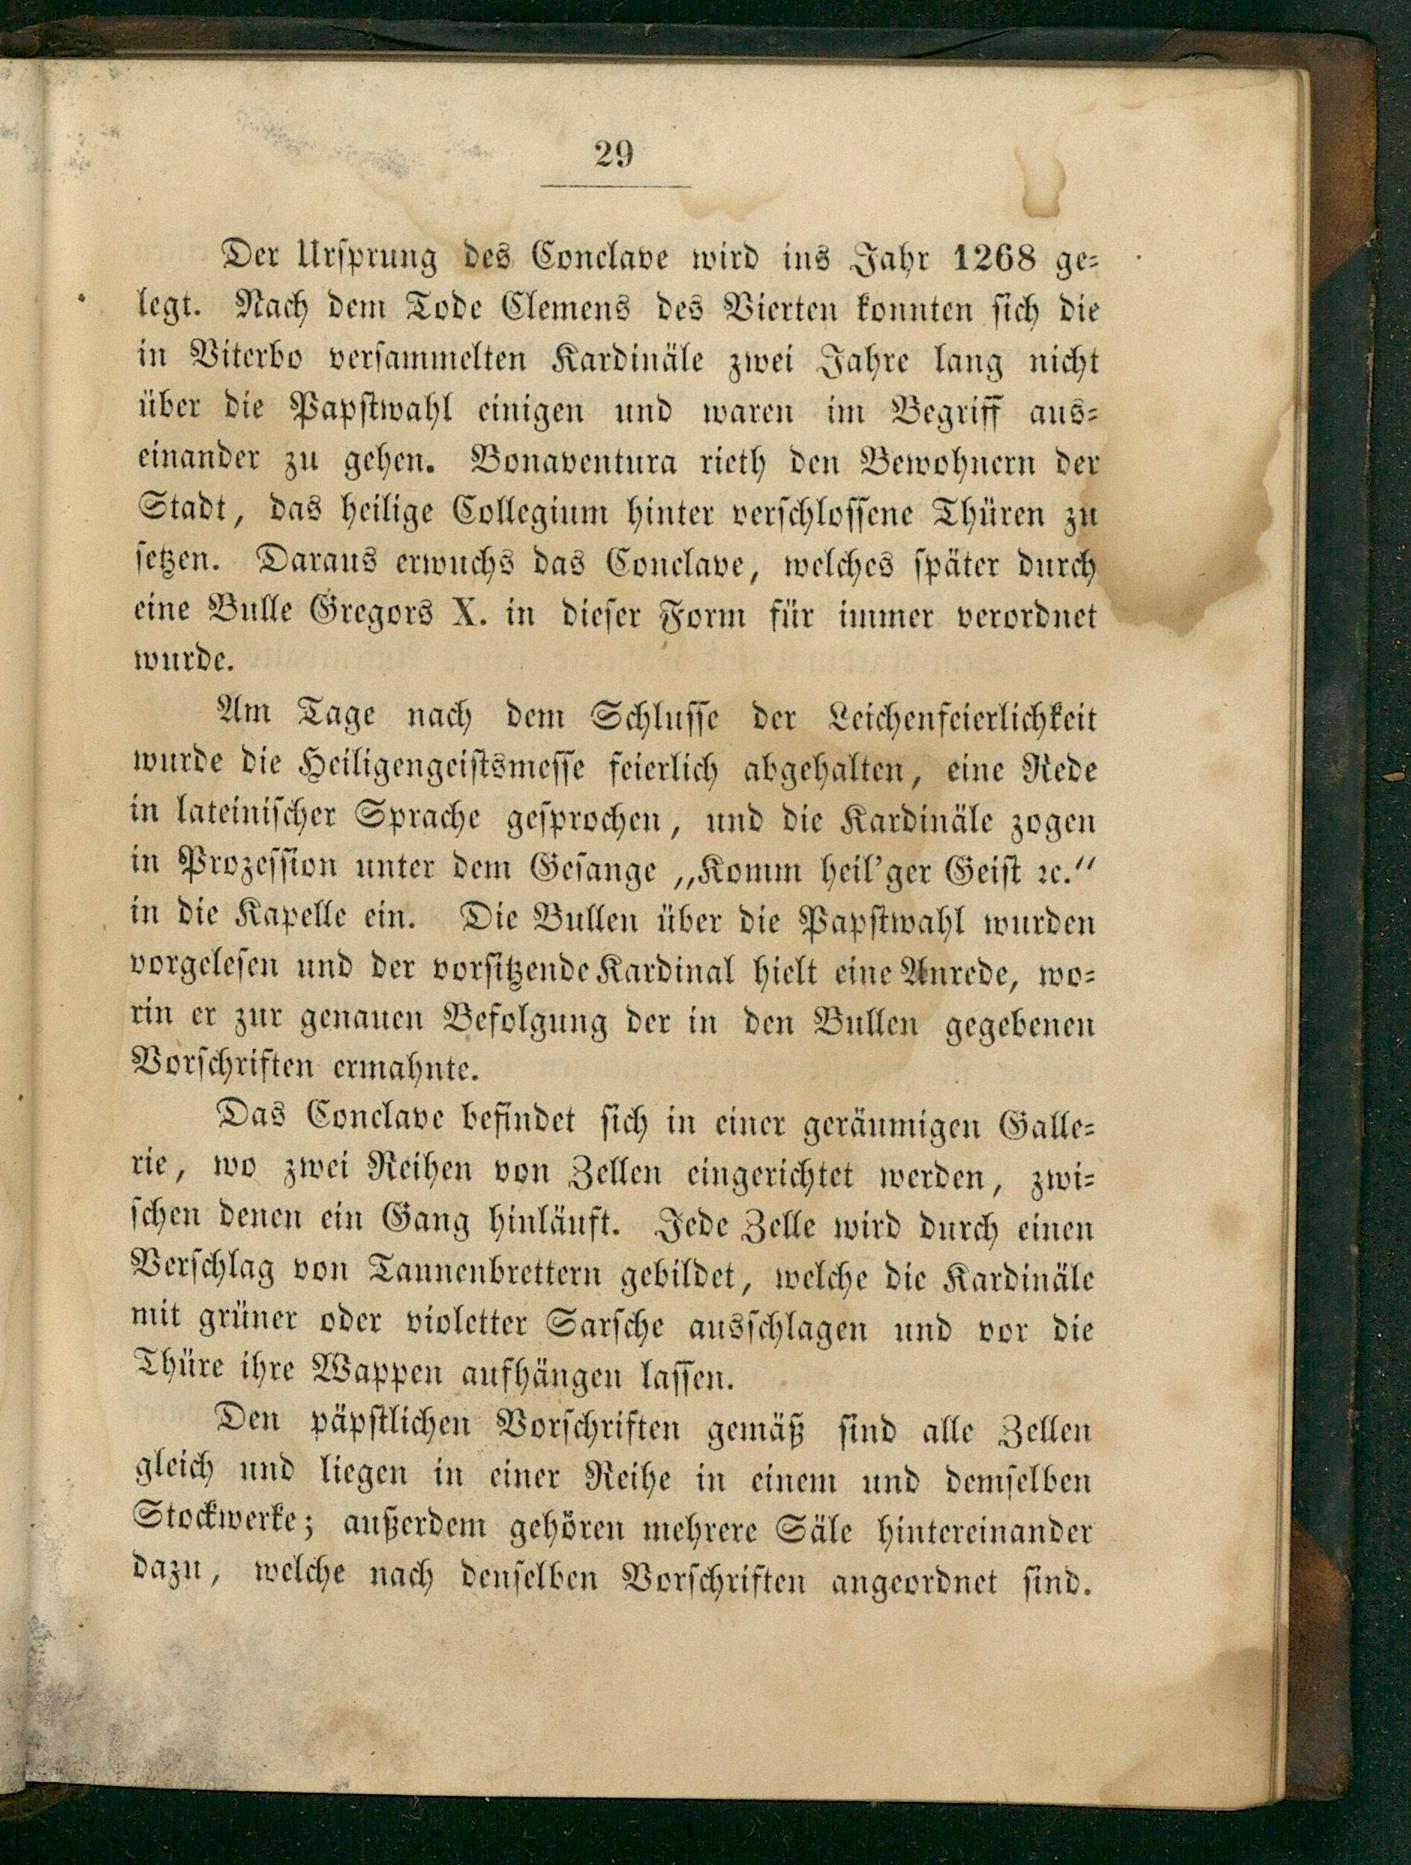 29
Der Ursprung des Conclave wird ins Jahr 1268 ge-
legt. Nach dem Tode Clemens des Vierten konnten sich die
in Viterbo versammelten Kardinäle zwei Jahre lang nicht
über die Papstwahl einigen und waren im Begriff aus-
einander zu gehen. Bonaventura rieth den Bewohnern der
Stadt, das heilige Collegium hinter verschlossene Thüren zu
setzen. Daraus erwuchs das Conclave, welches später durch
eine Bulle Gregors X. in dieser Form für immer verordnet
wurde.
Am Tage nach dem Schlusse der Leichenfeierlichkeit
wurde die Heiligengeistsmesse feierlich abgehalten, eine Rede
in lateinischer Sprache gesprochen, und die Kardinäle zogen
in Prozession unter dem Gesange „Komm heil'ger Geist ꝛc.“
in die Kapelle ein. Die Bullen über die Papstwahl wurden
vorgelesen und der vorsitzende Kardinal hielt eine Anrede, wo-
rin er zur genauen Befolgung der in den Bullen gegebenen
Vorschriften ermahnte.
Das Conclave befindet sich in einer geräumigen Galle-
rie, wo zwei Reihen von Zellen eingerichtet werden, zwi-
schen denen ein Gang hinläuft. Jede Zelle wird durch einen
Verschlag von Tannenbrettern gebildet, welche die Kardinäle
mit grüner oder violetter Sarsche ausschlagen und vor die
Thüre ihre Wappen aufhängen lassen.
Den päpstlichen Vorschriften gemäß sind alle Zellen
gleich und liegen in einer Reihe in einem und demselben
Stockwerke; außerdem gehören mehrere Säle hintereinander
dazu, welche nach denselben Vorschriften angeordnet sind.